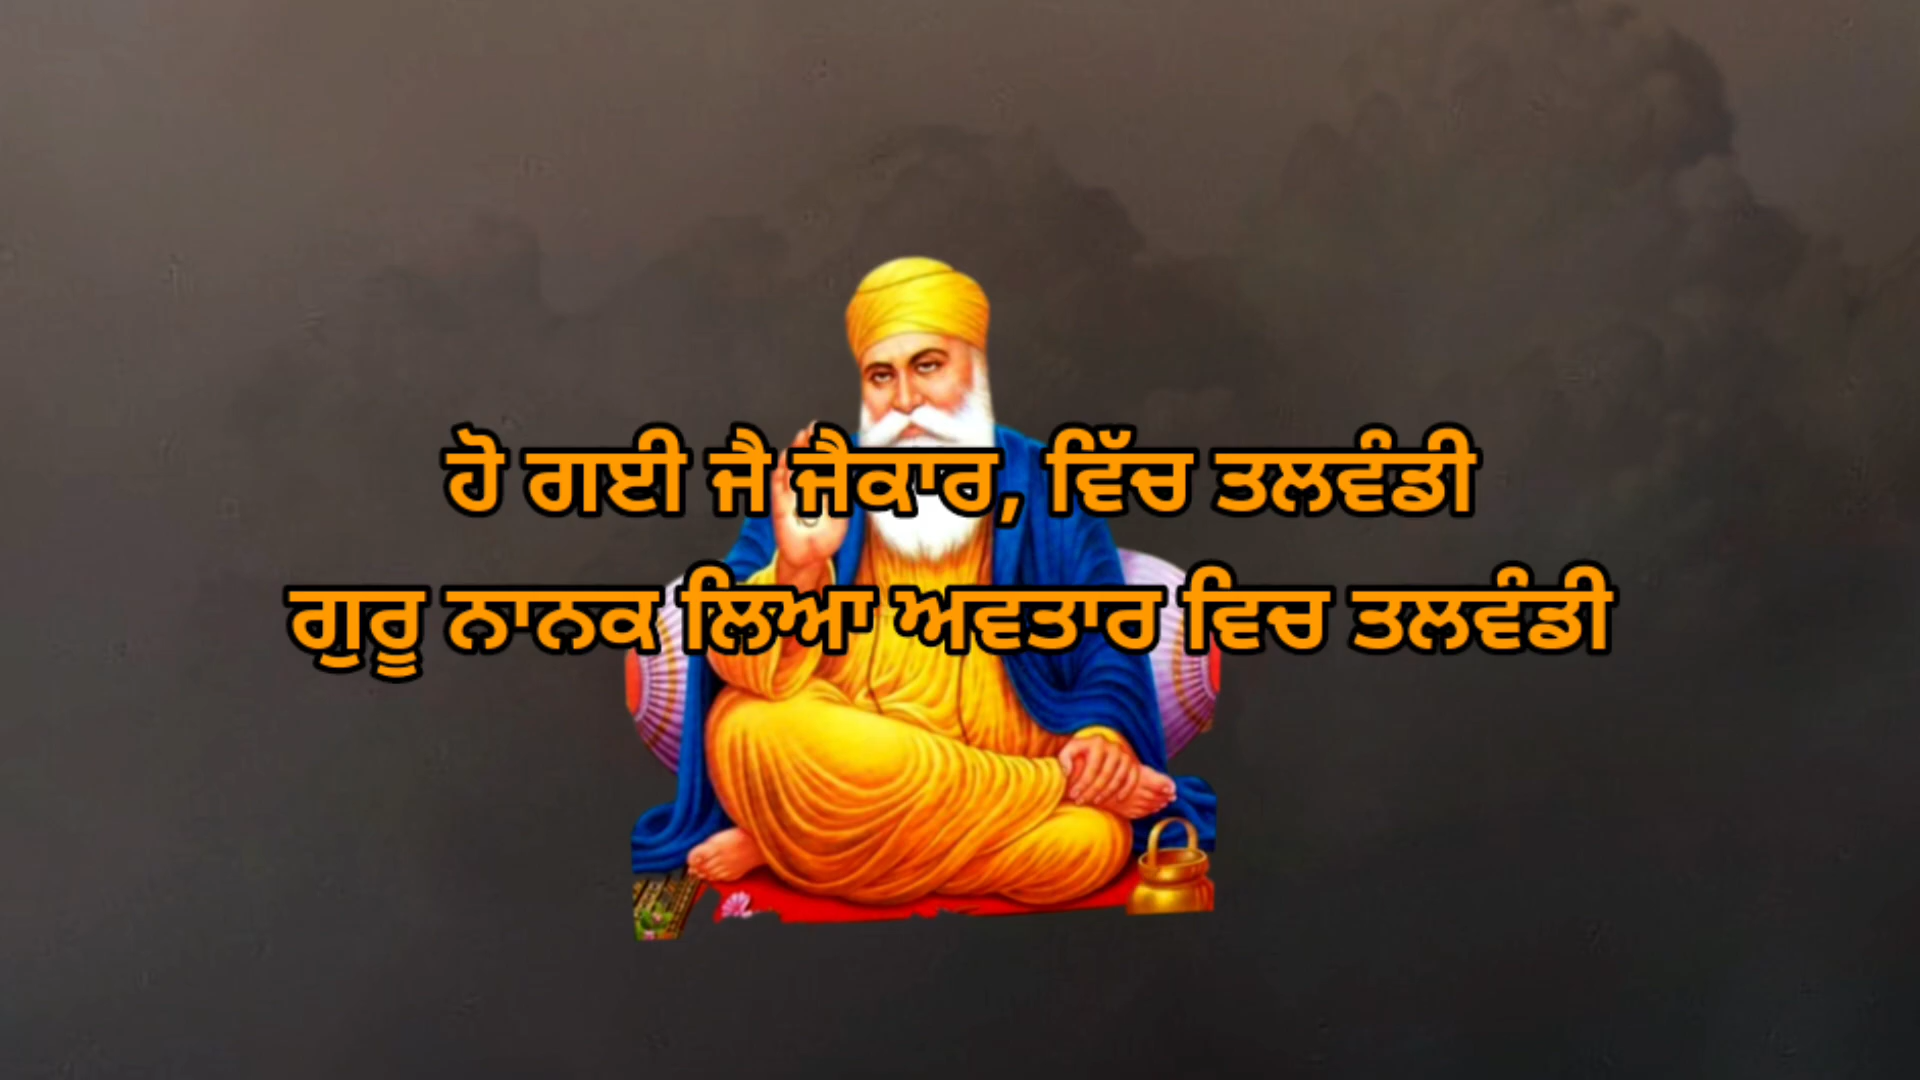 ਹੋ ਗਈ ਜੈ ਜੈਕਾਰ, ਵਿੱਚ ਤਲਵੰਡੀ
ਗੁਰੂ ਨਾਨਕ ਲਿਆ ਅਵਤਾਰ ਵਿਚ ਤਲਵੰਡੀ